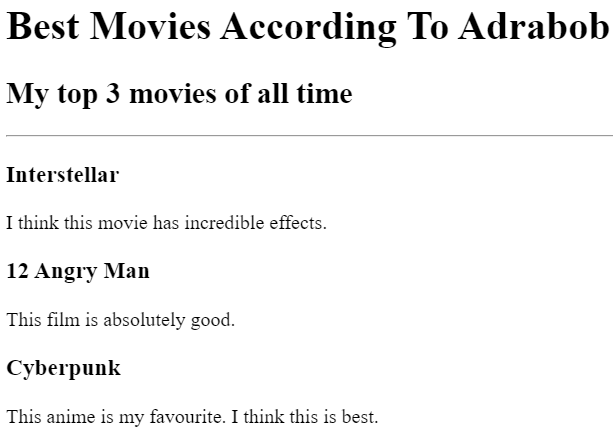 Best Movies According To Adrabob
My top 3 movies of all time
Interstellar
I think this movie has incredible effects.
12 Angry Man
This film is absolutely good.
Cyberpunk
This anime is my favourite. I think this is best.